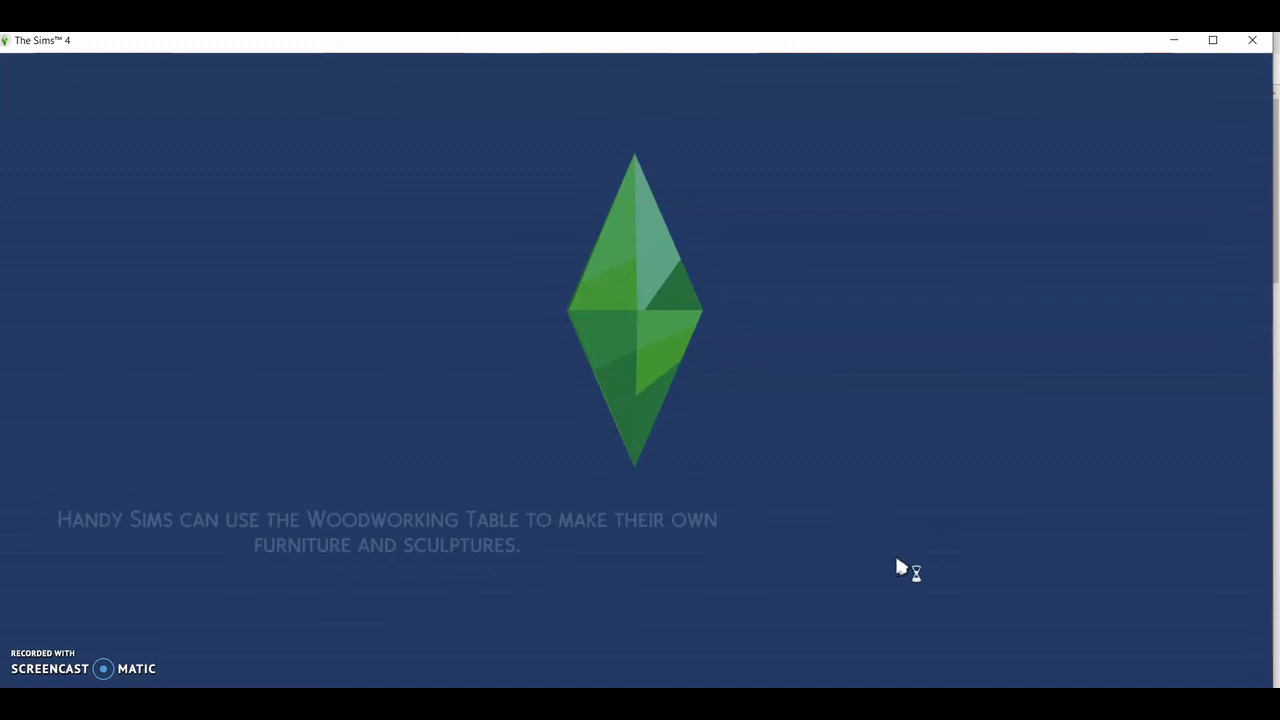 The Sims™ 4
HANDY SIMS CAN USE THE WOODWORKING TABLE TO MAKE THEIR OWN
FURNITURE AND SCULPTURES.
RECORDED WITH
SCREENCAST MATIC